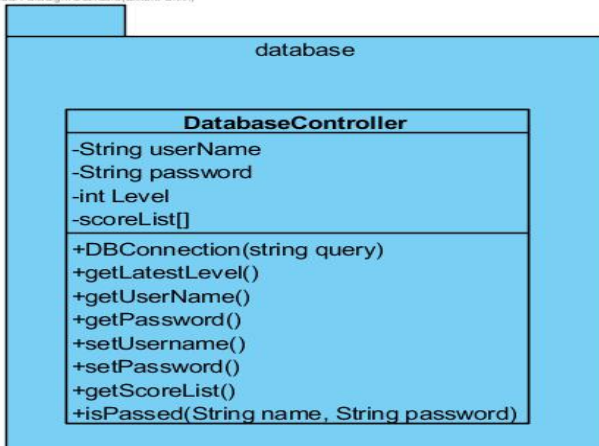 database
DatabaseController
-String userName
-String password
-int Level
-scoreList[]
+DBConnection(string query)
+getLatestLevel()
+getUserName()
+getPassword()
+setUsername()
+setPassword()
+getScoreList()
+isPassed(String name, String password)